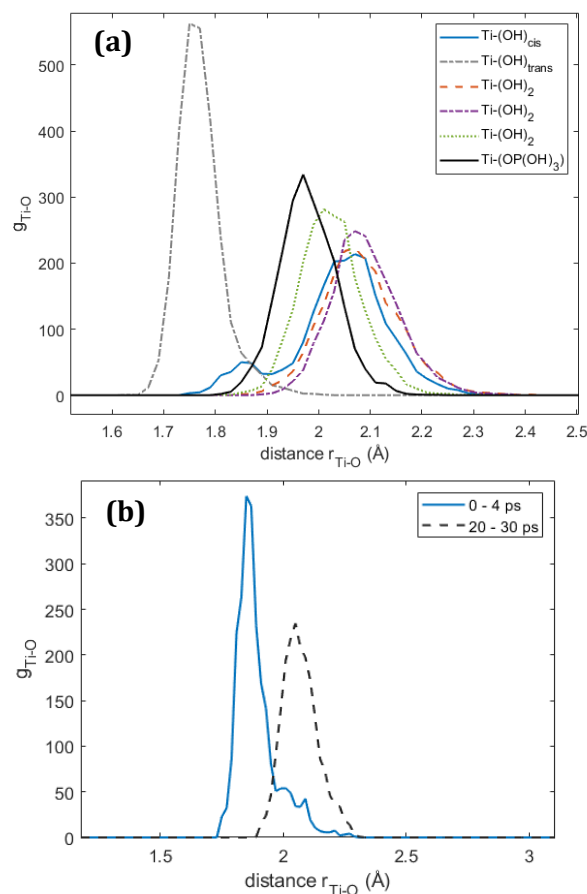 (a)
Ti-(OH)cis
Ti-(OH)trans
Ti-(OH)2
Ti-(OH)2
Ti-(OH)2
Ti-(OP(OH)3)
500
400
300
200
100
0
gTi-O
1.6 1.7 1.8 1.9 2 2.1 2.2 2.3 2.4 2.5
distance rTi-O (Å)
(b)
0 - 4 ps
20 - 30 ps
350
300
250
200
150
100
50
0
gTi-O
1.5 2 2.5 3
distance rTi-O (Å)